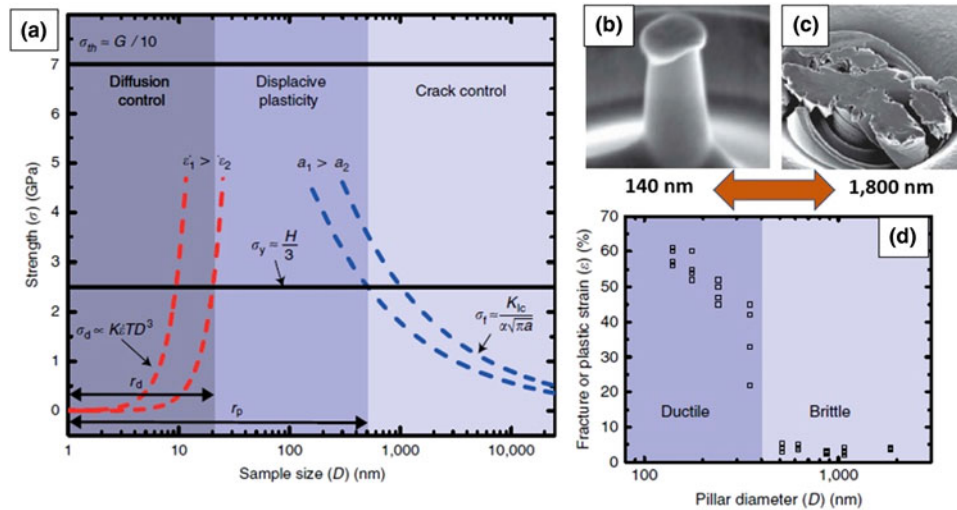 (a)
σth ≈ G / 10
7
6
5
4
3
2
1
0
Strength (σ) (GPa)
Diffusion
control
Displacive
plasticity
Crack control
ε̇1 > ε̇2
a1 > a2
σy ≈ H/3
σd ∝ Kε̇TD³
σf ≈ KIc/α√πa
rd
rp
1
10
100
1,000
10,000
Sample size (D) (nm)
(b)
(c)
140 nm
1,800 nm
(d)
70
60
50
40
30
20
10
0
Fracture or plastic strain (ε) (%)
Ductile
Brittle
100
1,000
Pillar diameter (D) (nm)